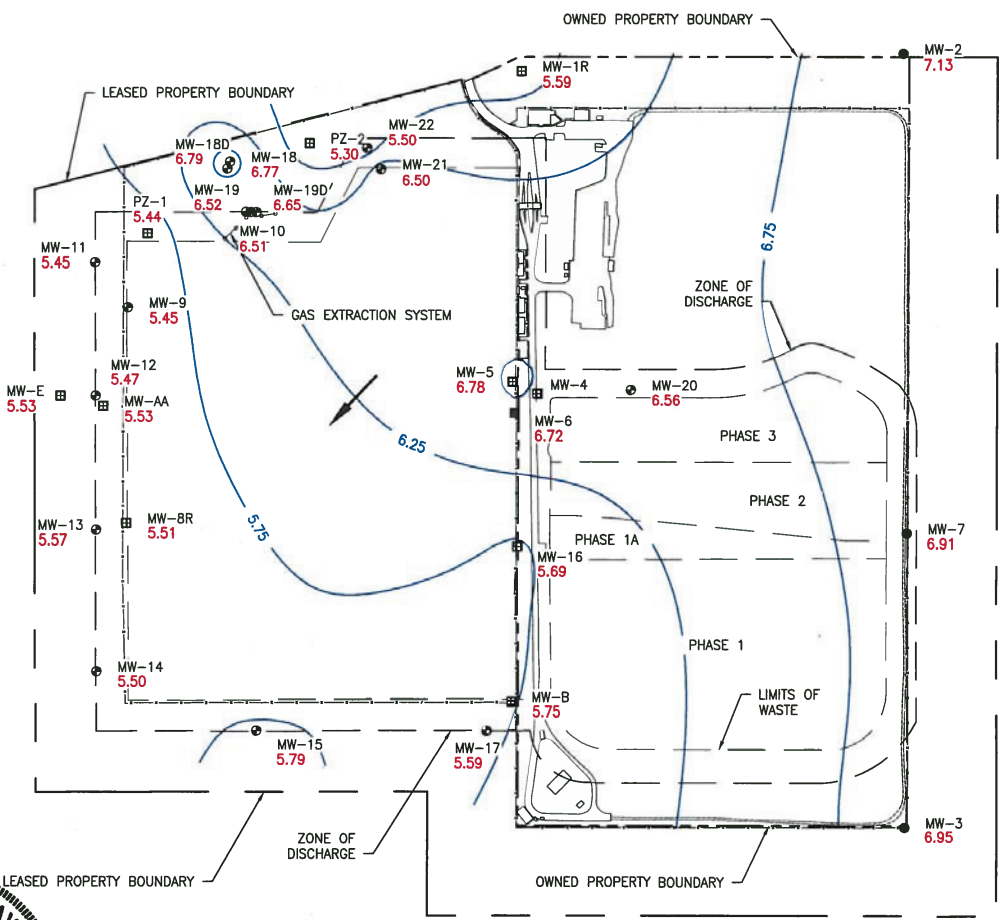 OWNED PROPERTY BOUNDARY
MW-2
7.13
MW-1R
5.59
LEASED PROPERTY BOUNDARY
MW-22
5.50
PZ-2
5.30
MW-18D
6.79
MW-18
6.77
MW-21
6.50
MW-19
6.52
MW-19D
6.65
PZ-1
5.44
MW-10
6.51
MW-11
5.45
6.75
ZONE OF
DISCHARGE
MW-9
5.45
GAS EXTRACTION SYSTEM
MW-12
5.47
MW-5
6.78
MW-E
5.53
MW-AA
5.53
MW-4
MW-20
6.56
MW-6
6.72
6.25
PHASE 3
PHASE 2
5.75
MW-13
5.57
MW-8R
5.51
PHASE 1A
MW-7
6.91
MW-16
5.69
PHASE 1
MW-14
5.50
MW-B
5.75
LIMITS OF
WASTE
MW-15
5.79
MW-17
5.59
ZONE OF
DISCHARGE
MW-3
6.95
LEASED PROPERTY BOUNDARY
OWNED PROPERTY BOUNDARY